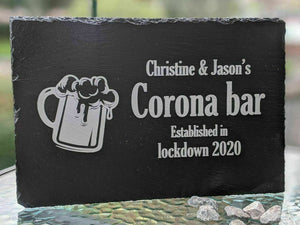 Christine & Jason's
Corona bar
Established in
lockdown 2020